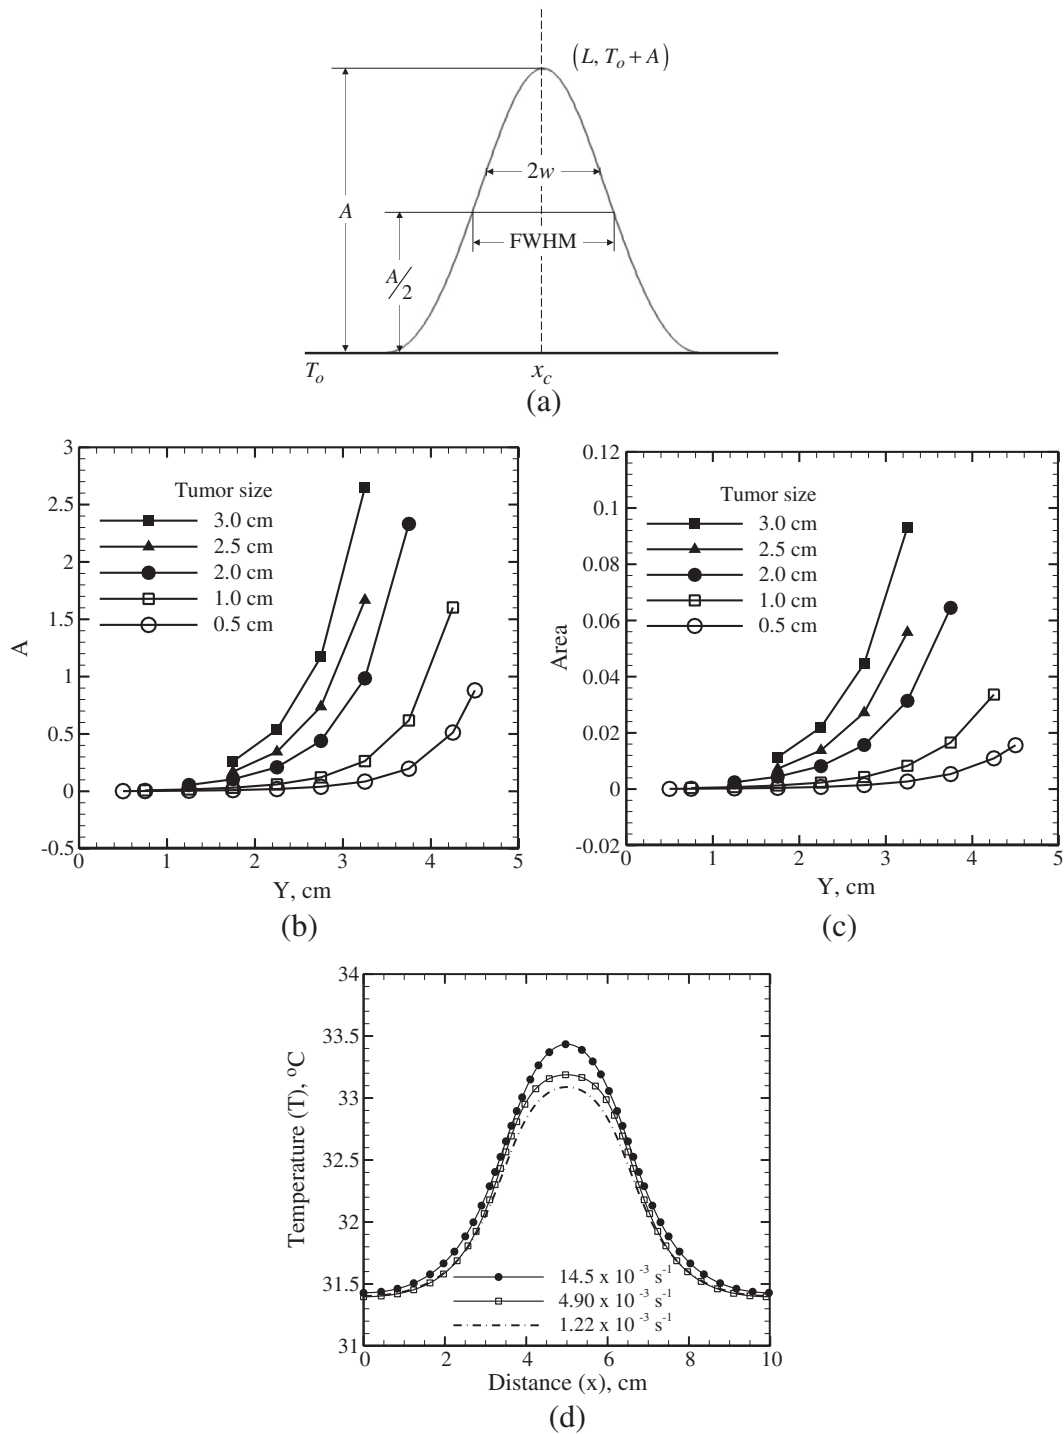 (L, Tₒ + A)
2w
A
FWHM
A/2
Tₒ
x_c
(a)
3
2.5
2
1.5
1
0.5
0
-0.5
A
Tumor size
3.0 cm
2.5 cm
2.0 cm
1.0 cm
0.5 cm
0 1 2 3 4 5
Y, cm
(b)
0.12
0.1
0.08
0.06
0.04
0.02
0
-0.02
Area
Tumor size
3.0 cm
2.5 cm
2.0 cm
1.0 cm
0.5 cm
0 1 2 3 4 5
Y, cm
(c)
34
33.5
33
32.5
32
31.5
31
Temperature (T), °C
14.5 x 10⁻³ s⁻¹
4.90 x 10⁻³ s⁻¹
1.22 x 10⁻³ s⁻¹
0 2 4 6 8 10
Distance (x), cm
(d)